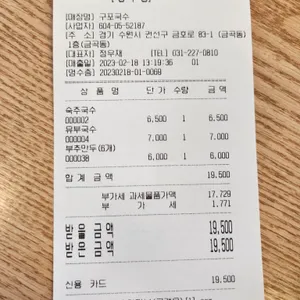 [매장명] 구포국수
[사업자] 604-05-52187
[주 소] 경기 수원시 권선구 금호로 83-1 (금곡동)
1층(금곡동)
[대표자] 정무재 [TEL] 031-227-0810
[매출일] 2023-02-18 13:19:36 01
[영수증] 20230218-01-0069
상 품 명 단 가 수량 금 액
숙주국수
000002 6,500 1 6,500
유부국수
000004 7,000 1 7,000
부추만두(6개)
000038 6,000 1 6,000
합 계 금 액 19,500
부가세 과세물품가액 17,729
부 가 세 1,771
받을금액 19,500
받은금액 19,500
신용 카드 19,500